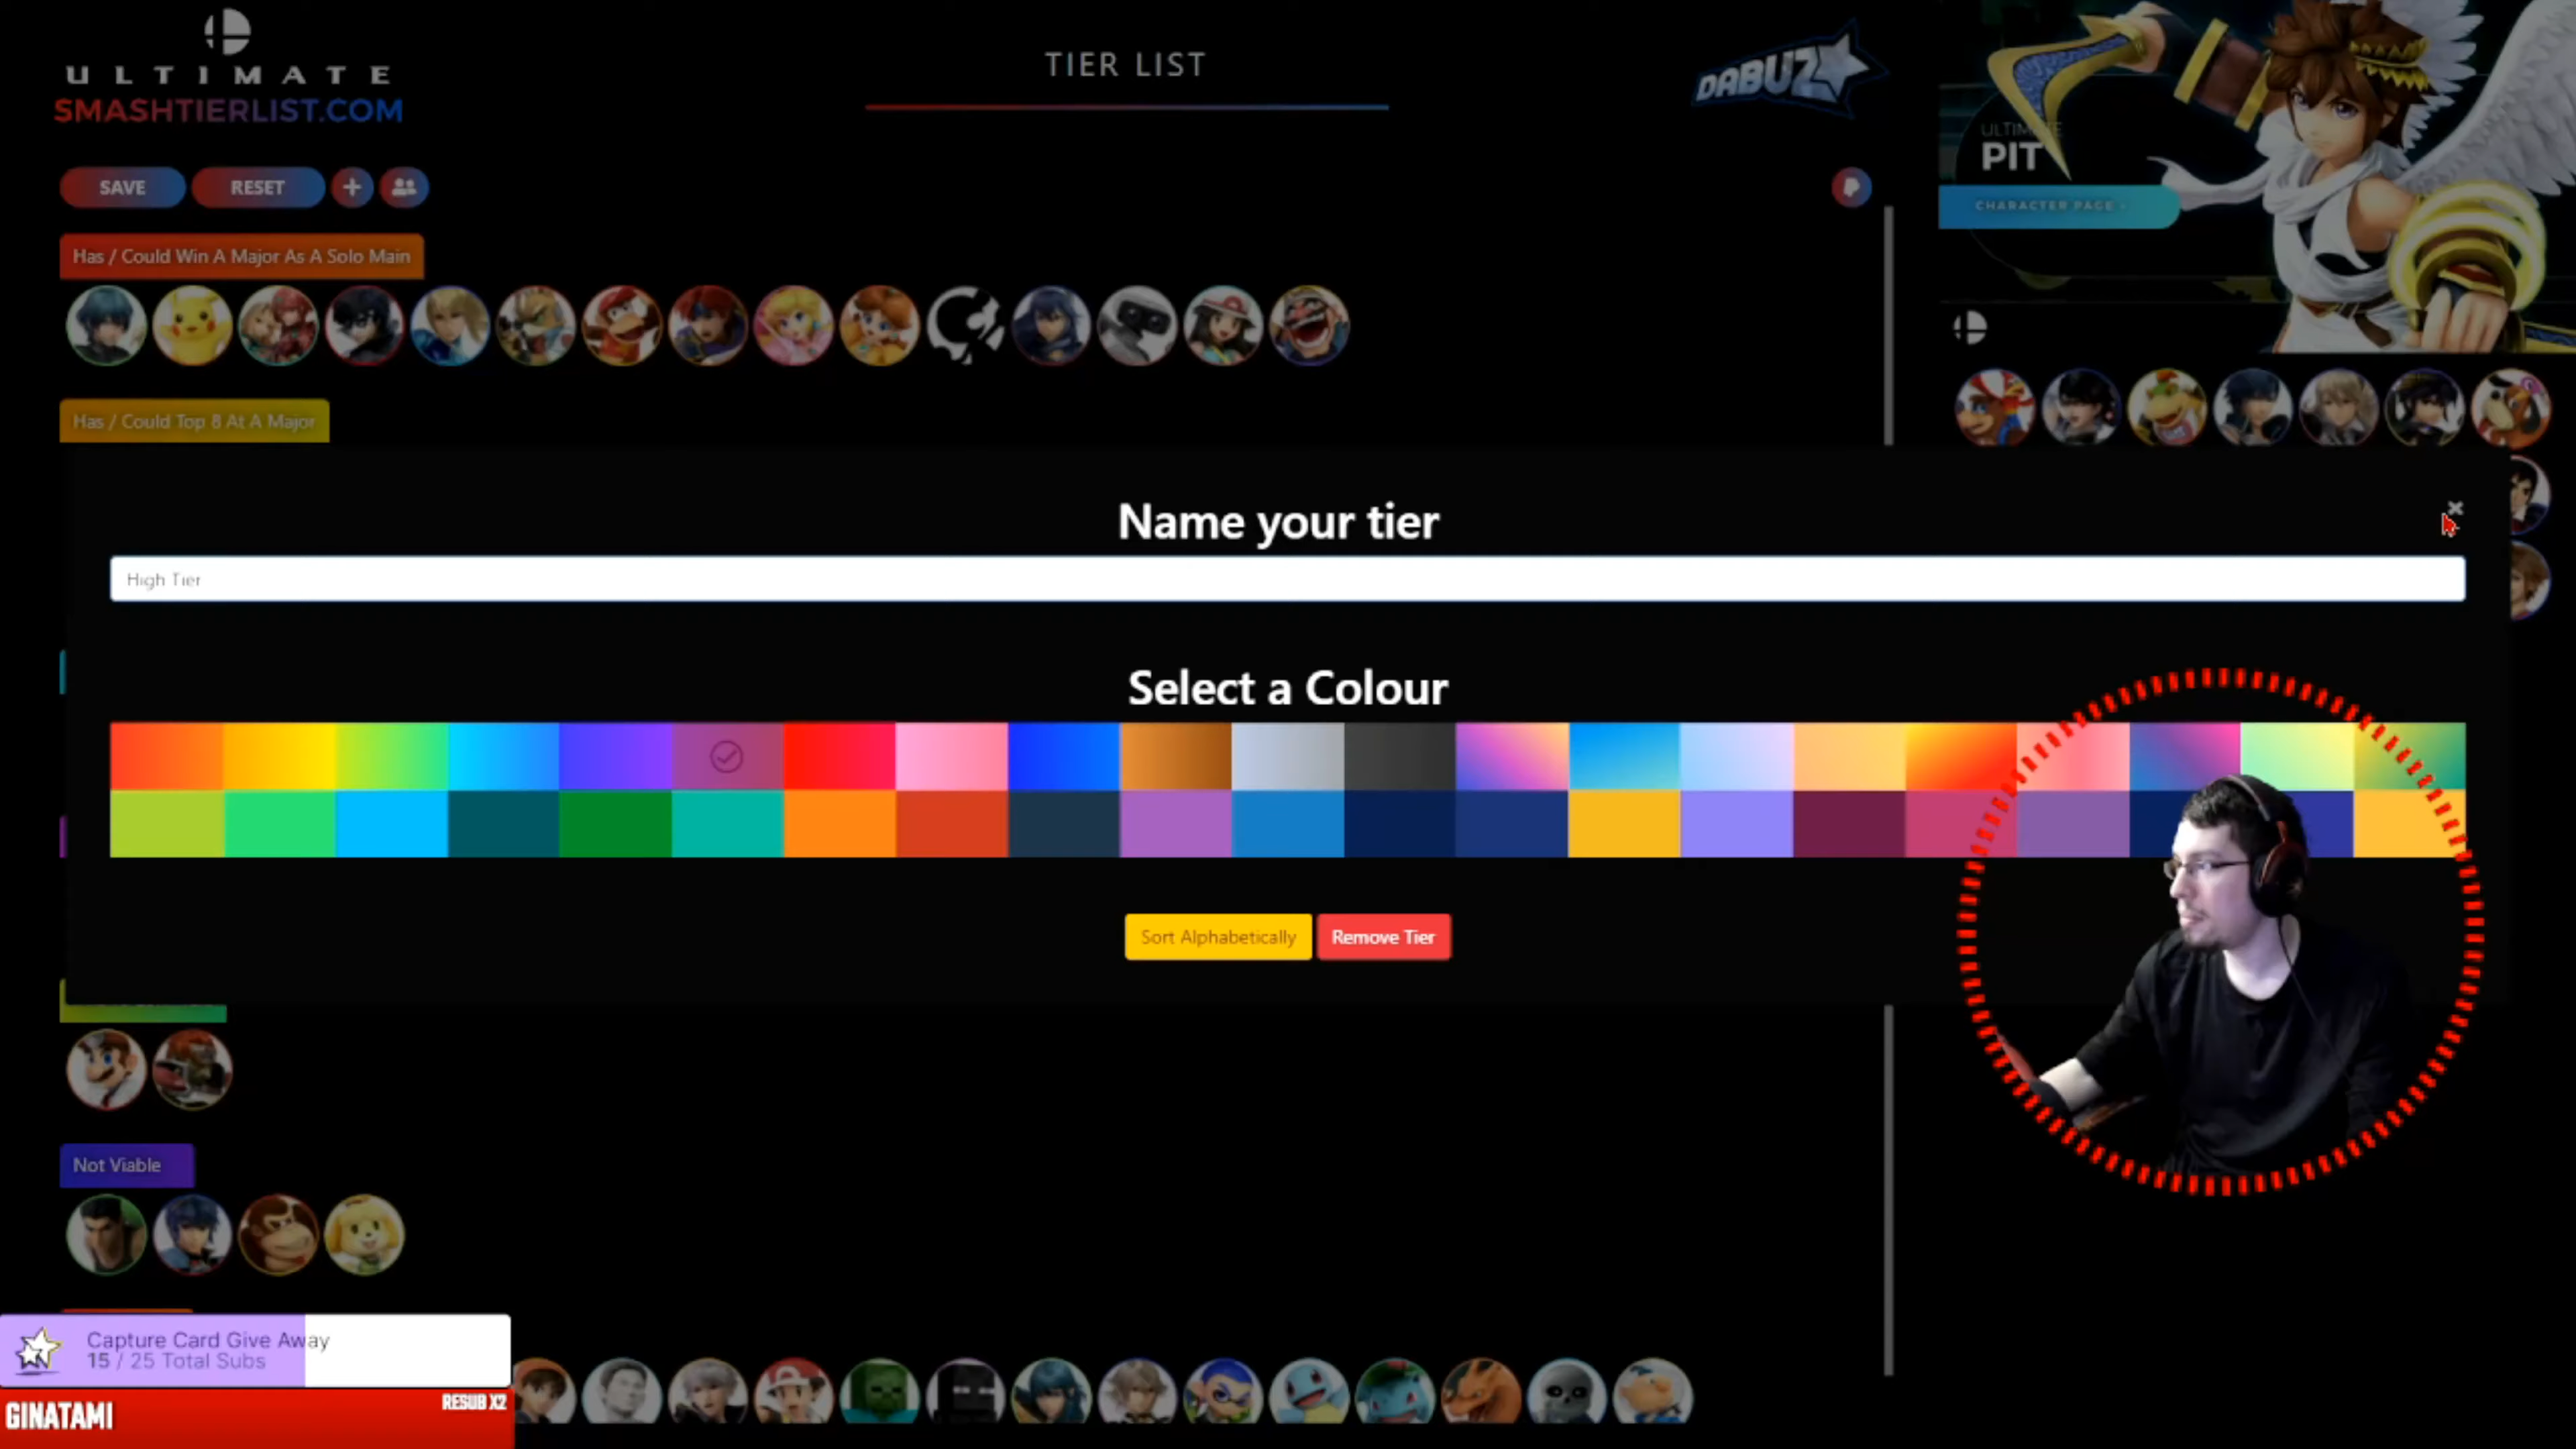 ULTIMATE
SMASHTIERLIST.COM
TIER LIST
DABUZ
ULTIMATE
PIT
CHARACTER PAGE
SAVE
RESET
+
Has / Could Win A Major As A Solo Main
Has / Could Top 8 At A Major
Name your tier
High Tier
Select a Colour
Sort Alphabetically
Remove Tier
Not Viable
Capture Card Give Away
15 / 25 Total Subs
GINATAMI
RESUB X2